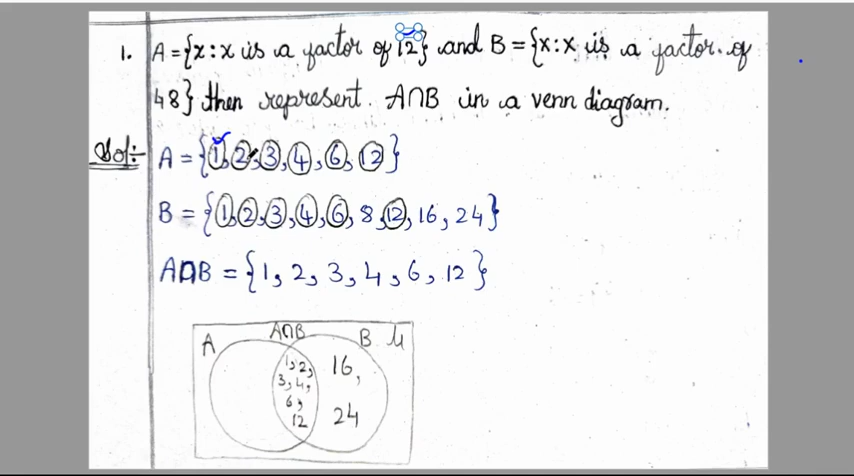 1. A = {x : x is a factor of 12} and B = {x : x is a factor of
48} then represent A∩B in a venn diagram.
Sol:- A = {1, 2, 3, 4, 6, 12}
B = {1, 2, 3, 4, 6, 8, 12, 16, 24}
A∩B = {1, 2, 3, 4, 6, 12}
A A∩B B μ
1, 2, 16,
3, 4,
6,
12 24